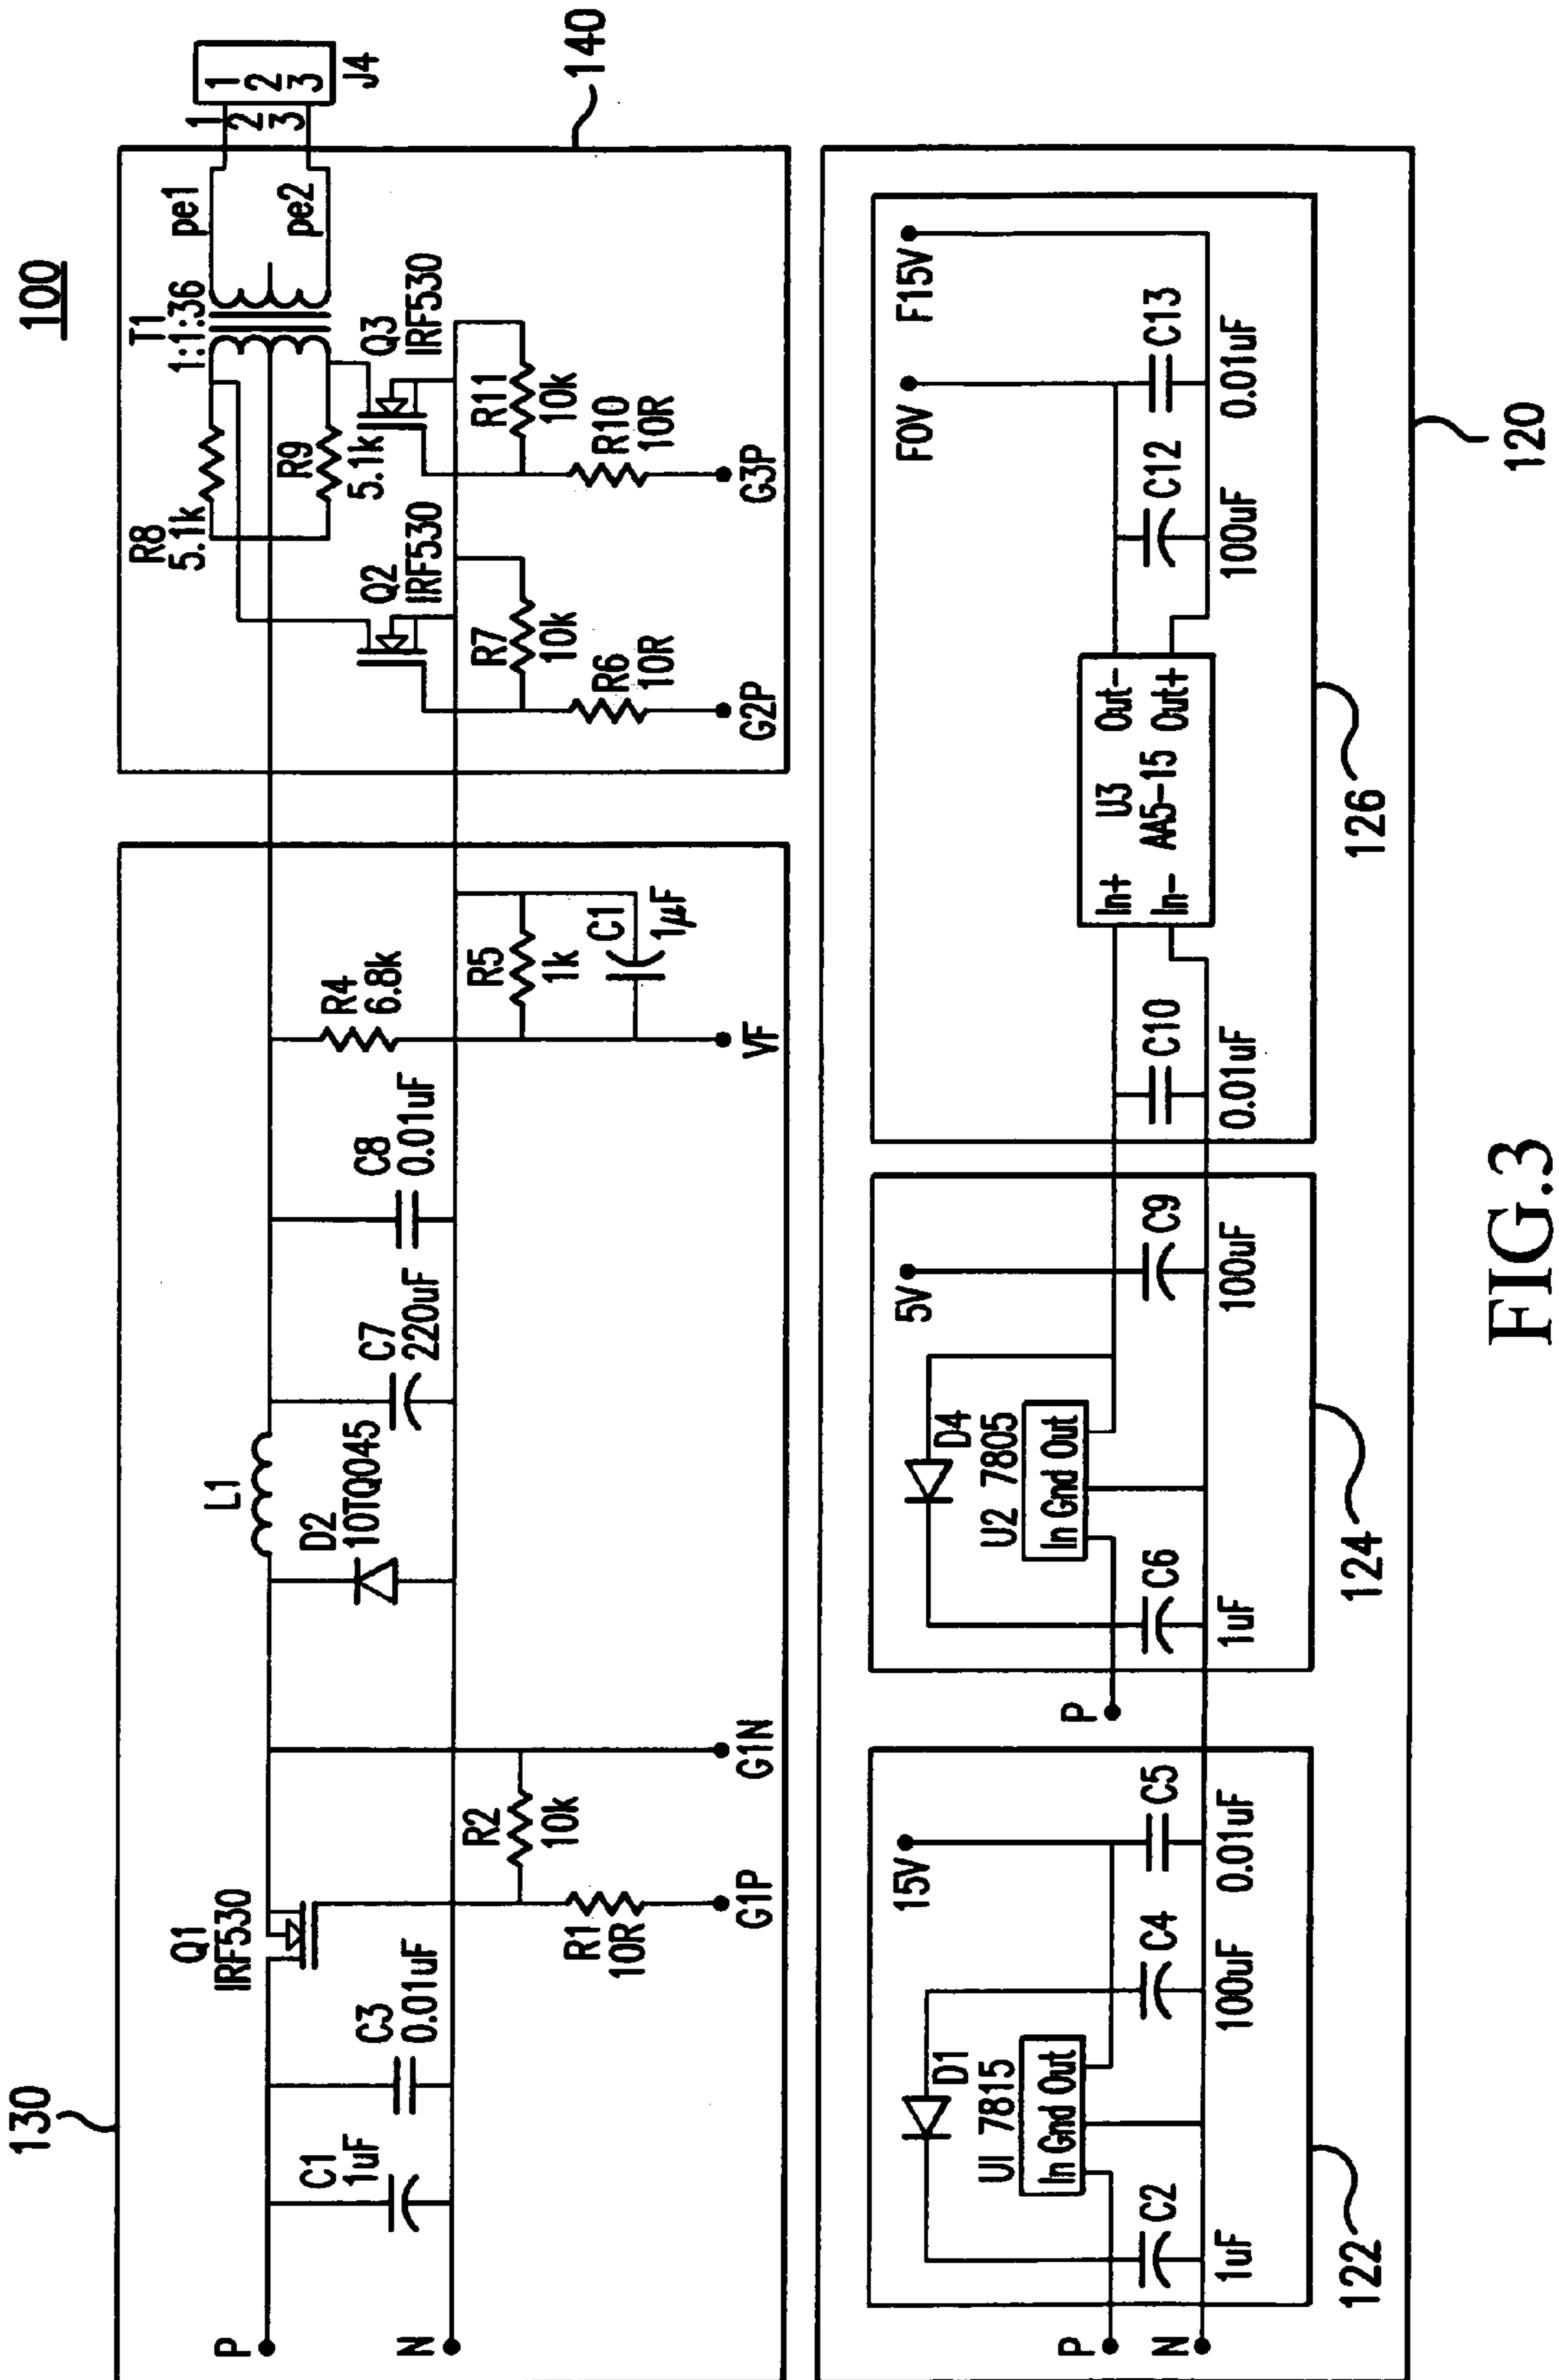 100
130
P
N
C1
1uF
C3
0.01uF
Q1
IRF530
R1
10R
R2
10k
G1P
G1N
L1
D2
10TQ045
C7
220uF
C8
0.01uF
R4
6.8k
R5
1k
C1
1µF
VF
140
R8
5.1k
T1
1:1:36
R9
5.1k
Q2
IRF530
Q3
IRF530
R7
10k
R6
10R
G2P
R11
10k
R10
10R
G3P
pe1
pe2
1
2
3
1
2
3
J4
P
N
122
C2
1uF
D1
UI 7815
In Gnd Out
C4
100uF
15V
C5
0.01uF
P
124
C6
1uF
D4
U2 7805
In Gnd Out
5V
C9
100uF
126
C10
0.01uF
In+ U3 Out-
In- AA5-15 Out+
C12
100uF
F0V
C13
0.01uF
F15V
120
FIG.3